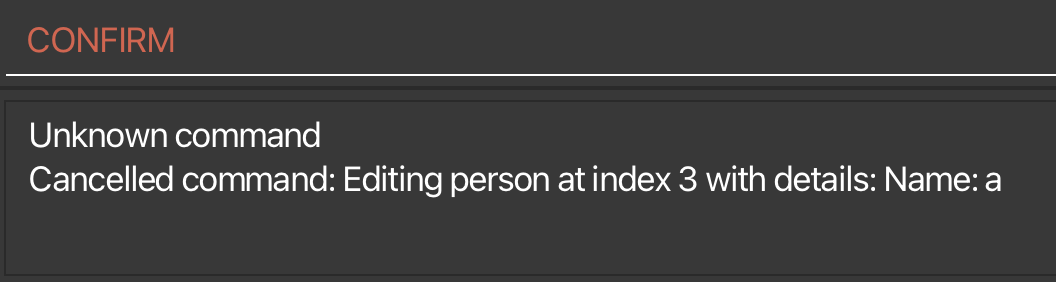 CONFIRM
Unknown command
Cancelled command: Editing person at index 3 with details: Name: a